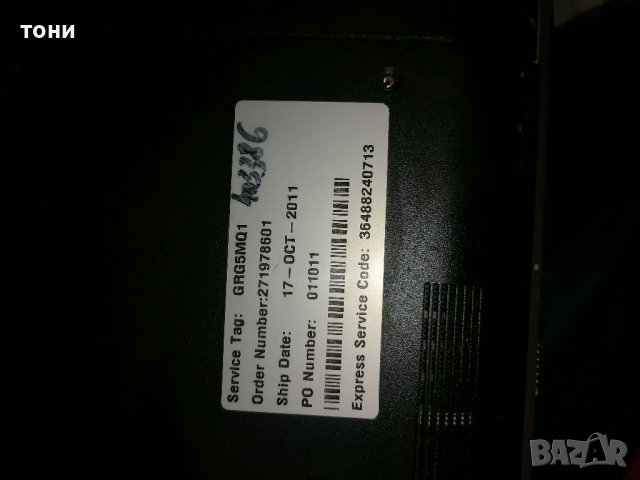 тони
Service Tag: GRG5MQ1
Order Number:271978601
Ship Date: 17-OCT-2011
PO Number: 011011
Express Service Code: 36488240713
BAZAR